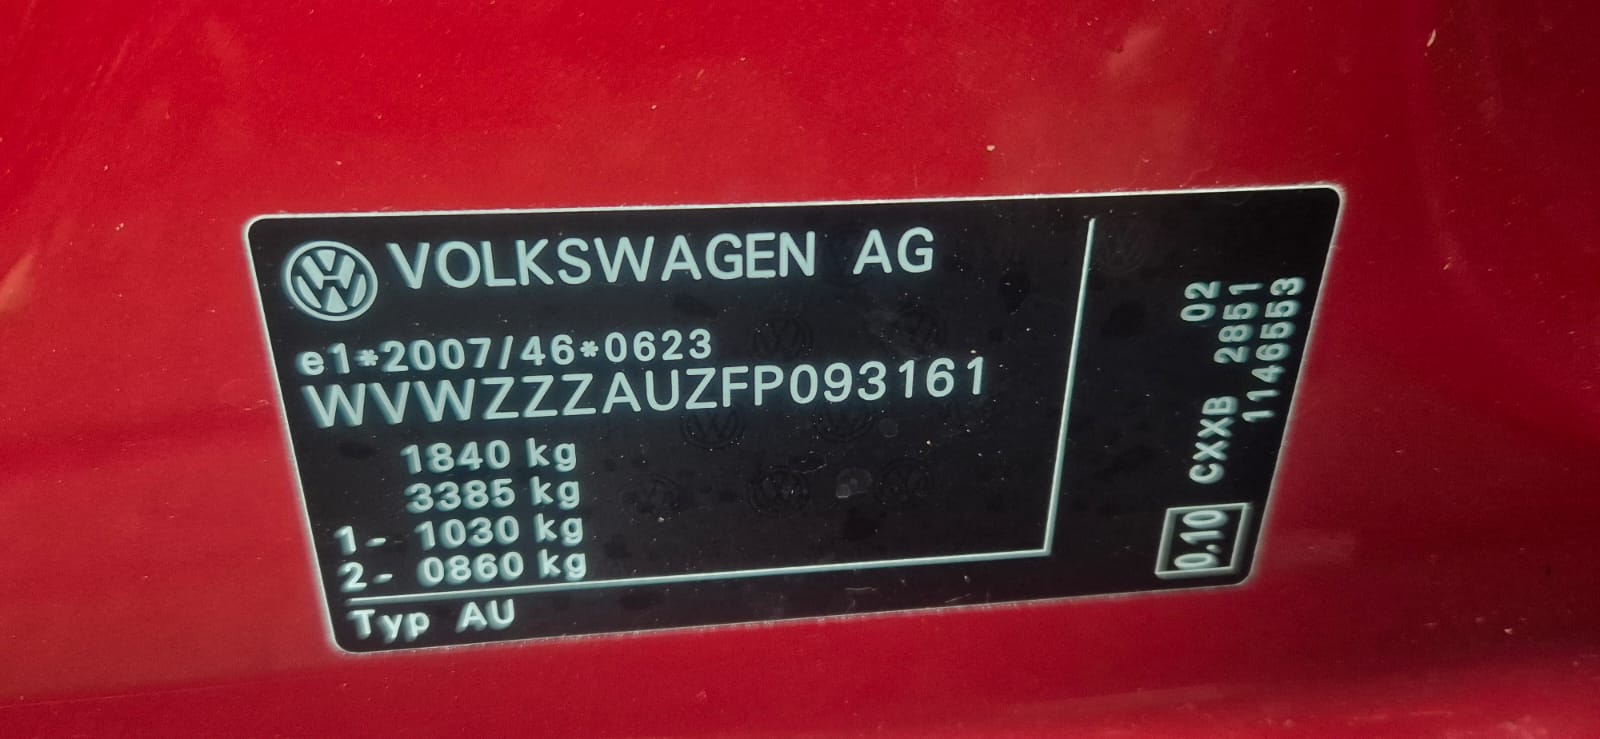 VOLKSWAGEN AG
e1*2007/46*0623
WVWZZZAUZFP093161
1840 kg
3385 kg
1- 1030 kg
2- 0860 kg
Typ AU
02
CXXB 2851
1146553
0,10